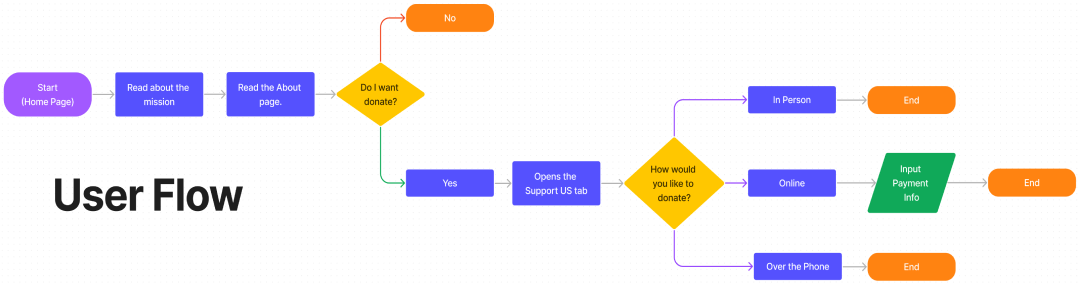 Start
(Home Page)
Read about the
mission
Read the About
page.
Do I want
donate?
No
Yes
Opens the
Support US tab
How would
you like to
donate?
In Person
End
Online
Input
Payment
Info
End
Over the Phone
End
User Flow